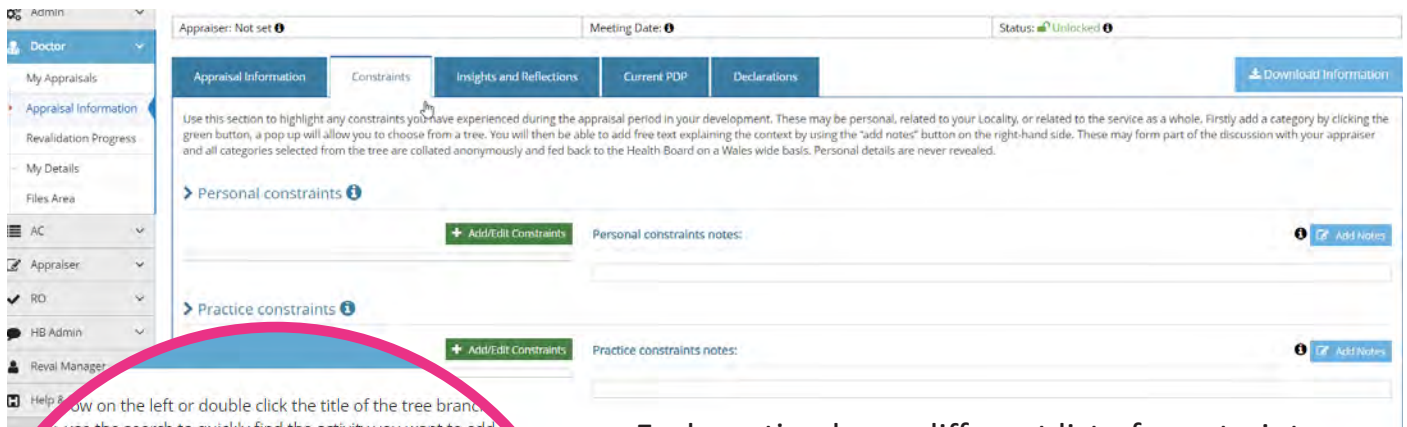 Admin
Doctor
My Appraisals
Appraisal Information
Revalidation Progress
My Details
Files Area
AC
Appraiser
RO
HB Admin
Reval Manager
Help &
Appraiser: Not set Meeting Date: Status: Unlocked
Appraisal Information Constraints Insights and Reflections Current PDP Declarations Download Information
Use this section to highlight any constraints you have experienced during the appraisal period in your development. These may be personal, related to your Locality, or related to the service as a whole. Firstly add a category by clicking the
green button, a pop up will allow you to choose from a tree. You will then be able to add free text explaining the context by using the "add notes" button on the right-hand side. These may form part of the discussion with your appraiser
and all categories selected from the tree are collated anonymously and fed back to the Health Board on a Wales wide basis. Personal details are never revealed.
Personal constraints
+ Add/Edit Constraints Personal constraints notes: Add Notes
Practice constraints
+ Add/Edit Constraints Practice constraints notes: Add Notes
ow on the left or double click the title of the tree branc